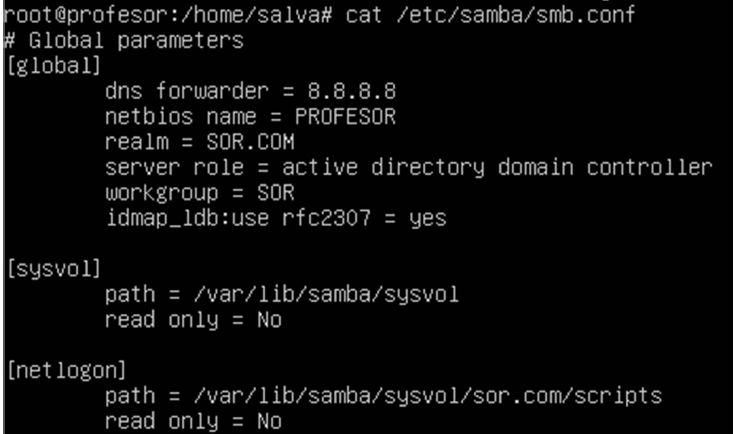 root@profesor:/home/salva# cat /etc/samba/smb.conf
# Global parameters
[global]
dns forwarder = 8.8.8.8
netbios name = PROFESOR
realm = SOR.COM
server role = active directory domain controller
workgroup = SOR
idmap_ldb:use rfc2307 = yes
[sysvol]
path = /var/lib/samba/sysvol
read only = No
[netlogon]
path = /var/lib/samba/sysvol/sor.com/scripts
read only = No